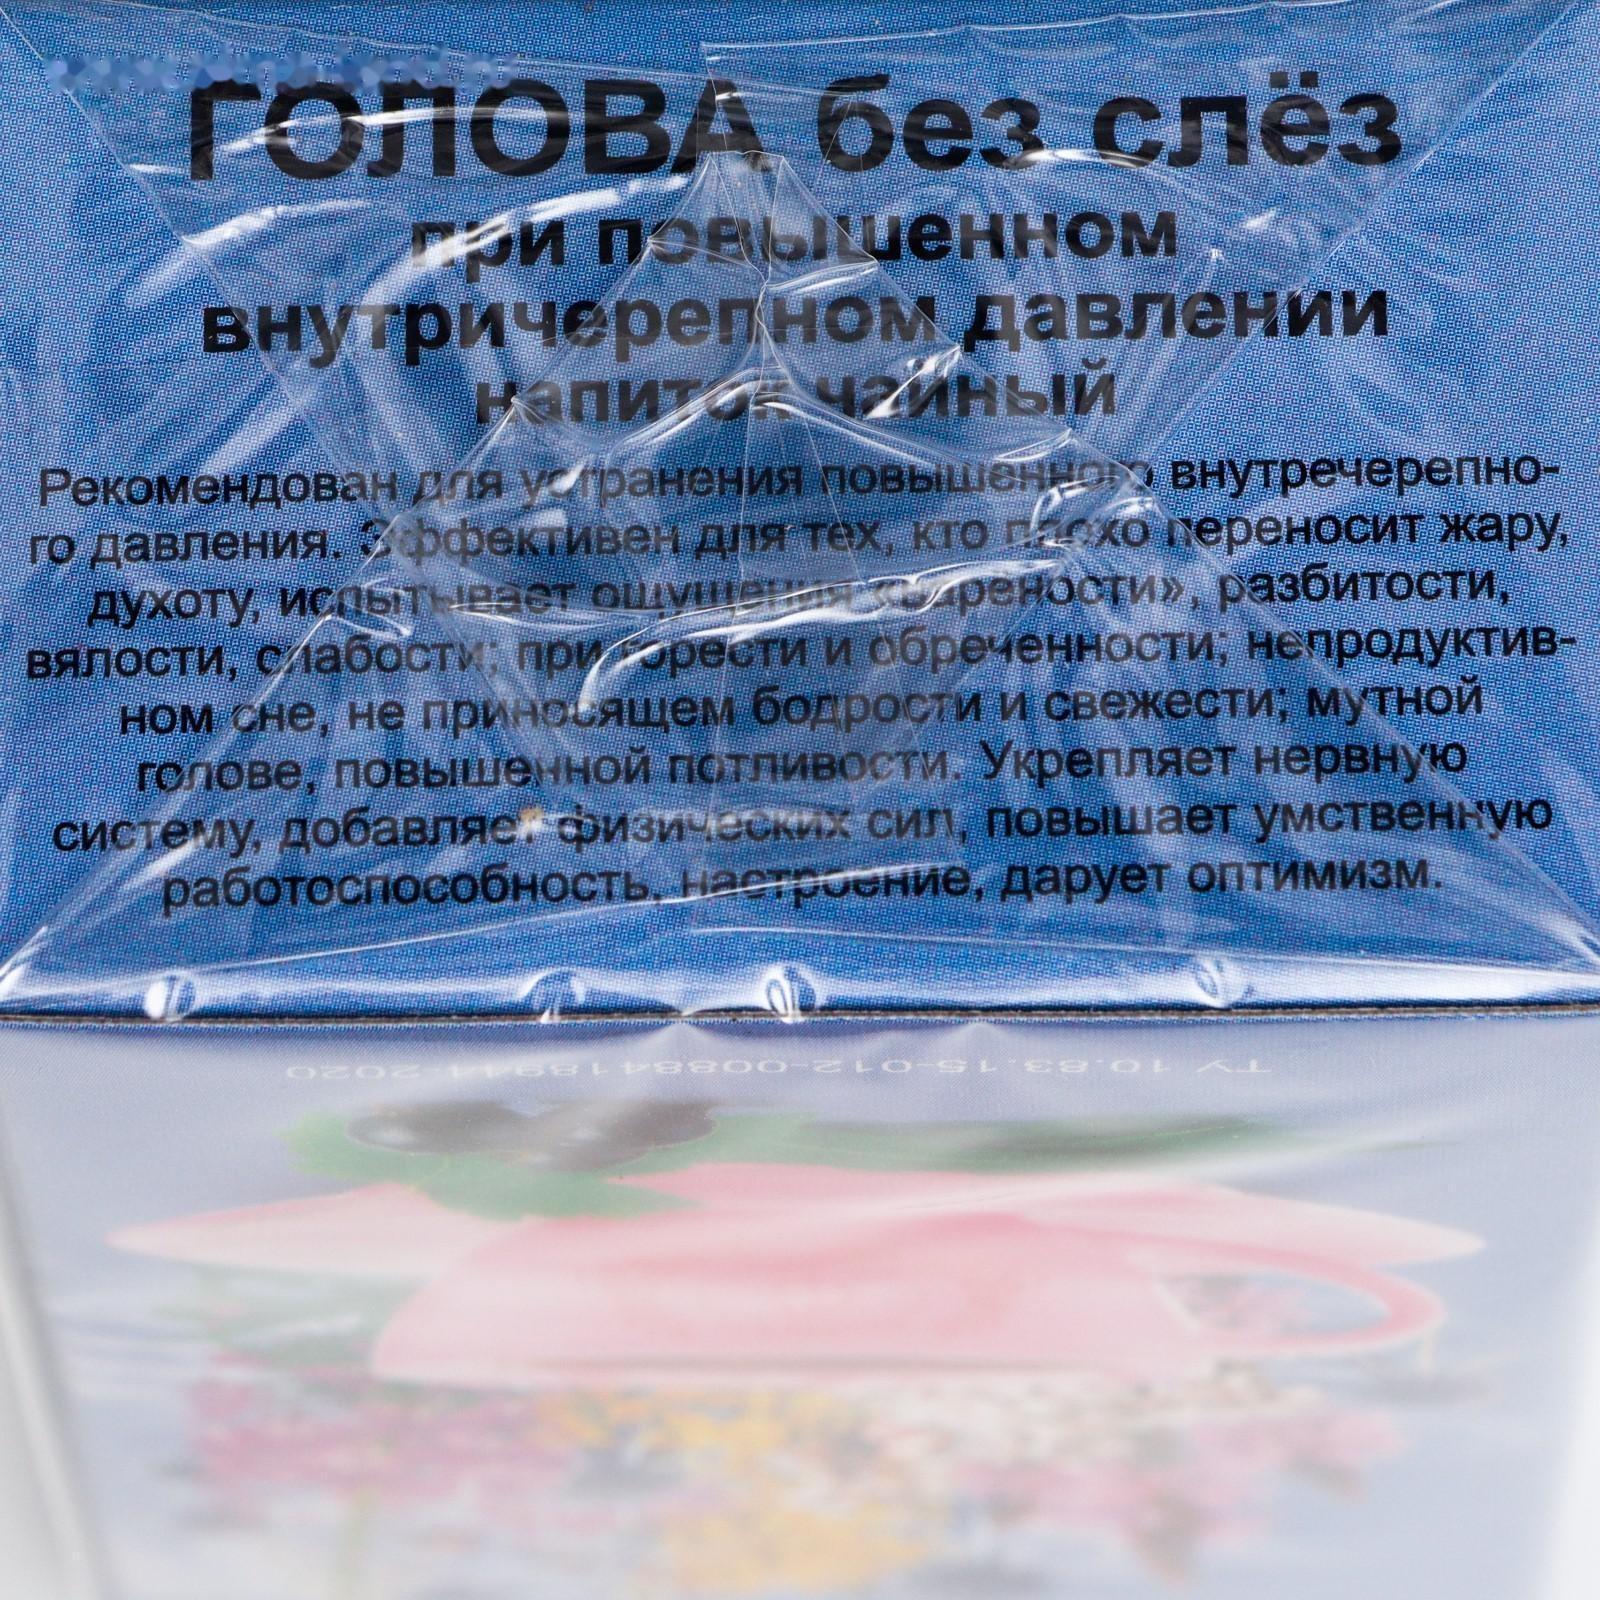 ГОЛОВА без слёз
при повышенном
внутричерепном давлении
напиток чайный
Рекомендован для устранения повышенного внутречерепно-
го давления. Эффективен для тех, кто плохо переносит жару,
духоту, испытывает ощущения «варености», разбитости,
вялости, слабости; при горести и обреченности; непродуктив-
ном сне, не приносящем бодрости и свежести; мутной
голове, повышенной потливости. Укрепляет нервную
систему, добавляет физических сил, повышает умственную
работоспособность, настроение, дарует оптимизм.
ТУ 10.83.15-012-0088418944-2020